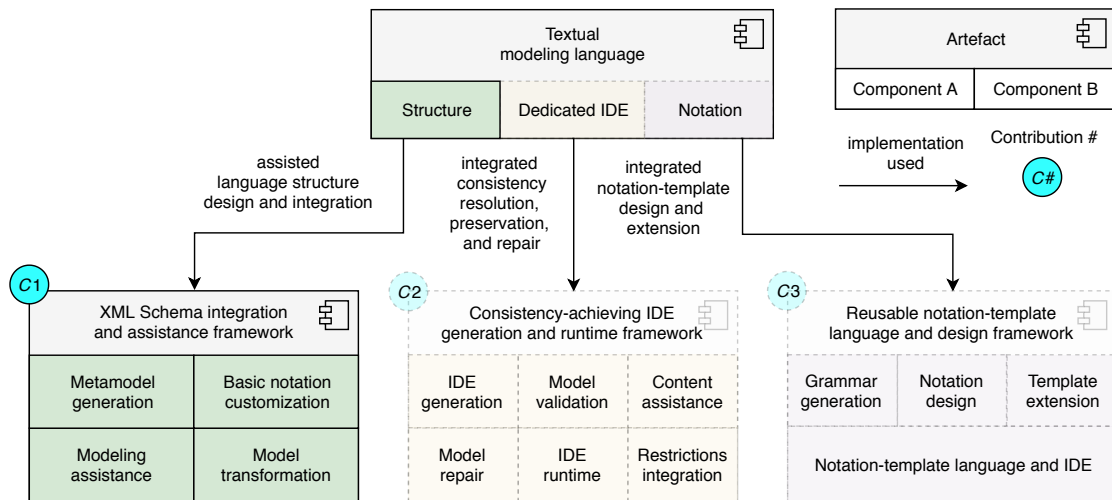 Textual
modeling language
Structure
Dedicated IDE
Notation
Artefact
Component A
Component B
implementation
used
Contribution #
C#
assisted
language structure
design and integration
integrated
consistency
resolution,
preservation,
and repair
integrated
notation-template
design and
extension
C1
XML Schema integration
and assistance framework
Metamodel
generation
Basic notation
customization
Modeling
assistance
Model
transformation
C2
Consistency-achieving IDE
generation and runtime framework
IDE
generation
Model
validation
Content
assistance
Model
repair
IDE
runtime
Restrictions
integration
C3
Reusable notation-template
language and design framework
Grammar
generation
Notation
design
Template
extension
Notation-template language and IDE